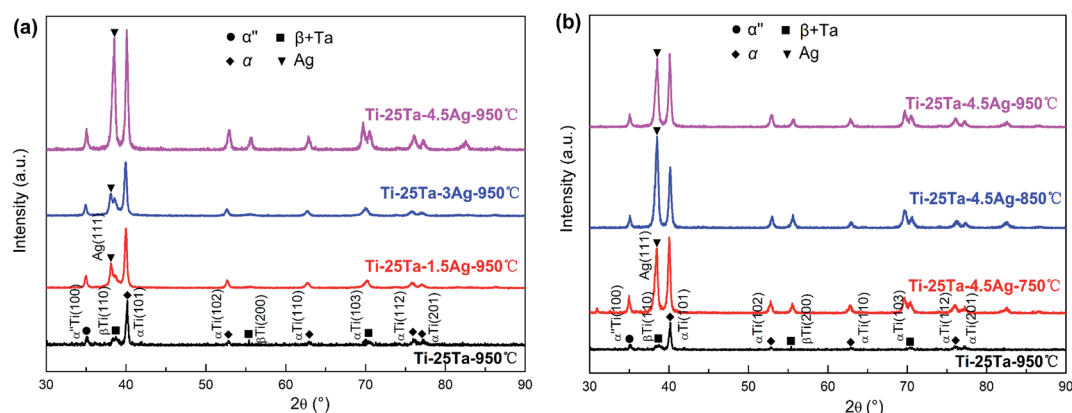 (a)
α"
β+Ta
α
Ag
Ti-25Ta-4.5Ag-950℃
Ti-25Ta-3Ag-950℃
Ag(111)
Ti-25Ta-1.5Ag-950℃
α"Ti(100)
βTi(110)
αTi(101)
αTi(102)
βTi(200)
αTi(110)
αTi(103)
αTi(112)
αTi(201)
Ti-25Ta-950℃
Intensity (a.u.)
30 40 50 60 70 80 90
2θ (°)
(b)
α"
β+Ta
α
Ag
Ti-25Ta-4.5Ag-950℃
Ti-25Ta-4.5Ag-850℃
Ag(111)
Ti-25Ta-4.5Ag-750℃
α"Ti(100)
βTi(110)
αTi(101)
αTi(102)
βTi(200)
αTi(110)
αTi(103)
αTi(112)
αTi(201)
Ti-25Ta-950℃
Intensity (a.u.)
30 40 50 60 70 80 90
2θ (°)